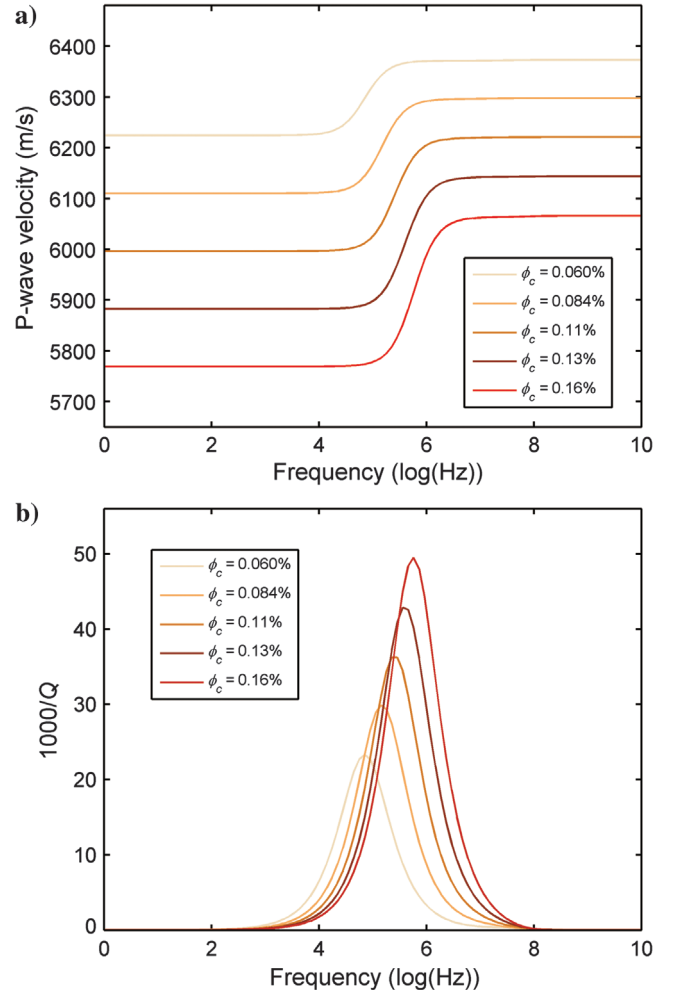 a)
6400
6300
6200
6100
6000
5900
5800
5700
P-wave velocity (m/s)
ϕc = 0.060%
ϕc = 0.084%
ϕc = 0.11%
ϕc = 0.13%
ϕc = 0.16%
0 2 4 6 8 10
Frequency (log(Hz))
b)
50
40
30
20
10
0
1000/Q
ϕc = 0.060%
ϕc = 0.084%
ϕc = 0.11%
ϕc = 0.13%
ϕc = 0.16%
0 2 4 6 8 10
Frequency (log(Hz))